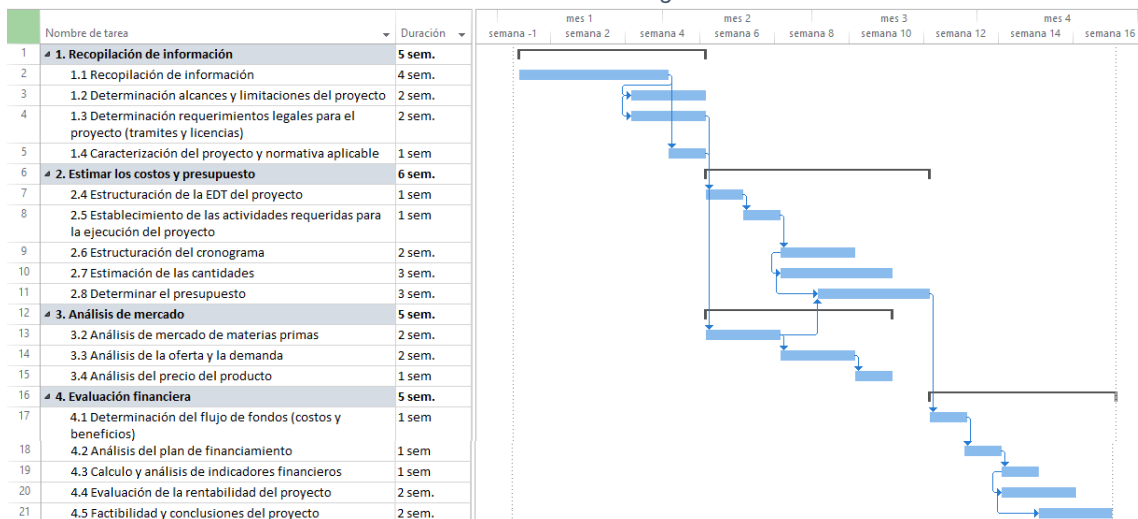 mes 1 mes 2 mes 3 mes 4
Nombre de tarea Duración semana -1 semana 2 semana 4 semana 6 semana 8 semana 10 semana 12 semana 14 semana 16
1 1. Recopilación de información 5 sem.
2 1.1 Recopilación de información 4 sem.
3 1.2 Determinación alcances y limitaciones del proyecto 2 sem.
4 1.3 Determinación requerimientos legales para el 2 sem.
proyecto (tramites y licencias)
5 1.4 Caracterización del proyecto y normativa aplicable 1 sem
6 2. Estimar los costos y presupuesto 6 sem.
7 2.4 Estructuración de la EDT del proyecto 1 sem
8 2.5 Establecimiento de las actividades requeridas para 1 sem
la ejecución del proyecto
9 2.6 Estructuración del cronograma 2 sem.
10 2.7 Estimación de las cantidades 3 sem.
11 2.8 Determinar el presupuesto 3 sem.
12 3. Análisis de mercado 5 sem.
13 3.2 Análisis de mercado de materias primas 2 sem.
14 3.3 Análisis de la oferta y la demanda 2 sem.
15 3.4 Análisis del precio del producto 1 sem
16 4. Evaluación financiera 5 sem.
17 4.1 Determinación del flujo de fondos (costos y 1 sem
beneficios)
18 4.2 Análisis del plan de financiamiento 1 sem
19 4.3 Calculo y análisis de indicadores financieros 1 sem
20 4.4 Evaluación de la rentabilidad del proyecto 2 sem.
21 4.5 Factibilidad y conclusiones del proyecto 2 sem.